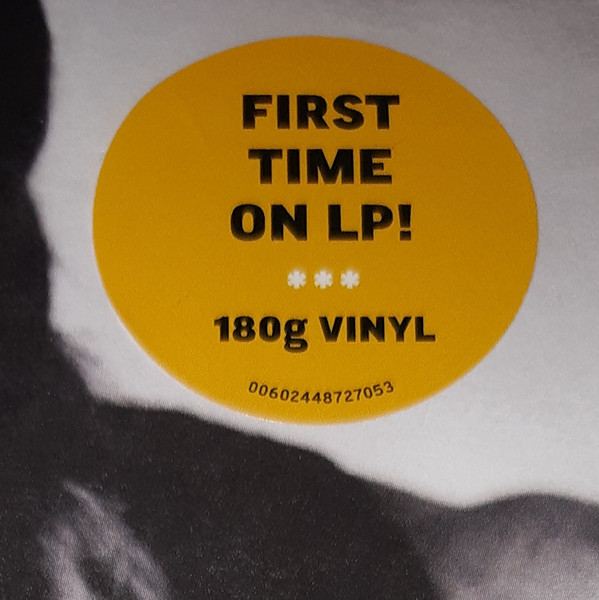 FIRST
TIME
ON LP!
***
180g VINYL
00602448727053